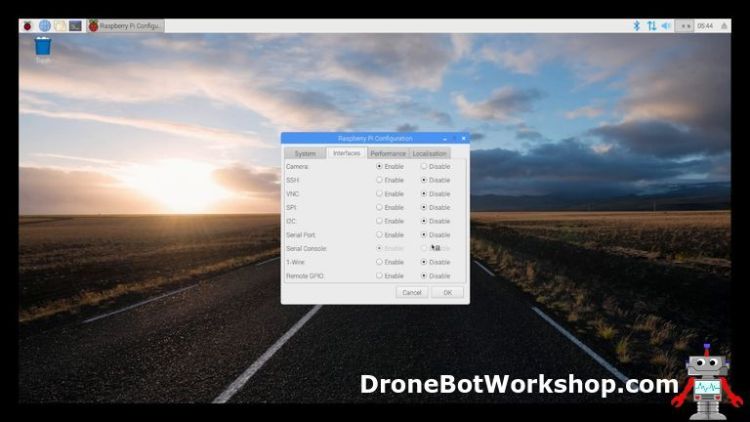 Raspberry Pi Configu...
05:44
Trash
Raspberry Pi Configuration
System Interfaces Performance Localisation
Camera: Enable Disable
SSH: Enable Disable
VNC: Enable Disable
SPI: Enable Disable
I2C: Enable Disable
Serial Port: Enable Disable
Serial Console: Enable
1-Wire: Enable Disable
Remote GPIO: Enable Disable
Cancel OK
DroneBotWorkshop.com